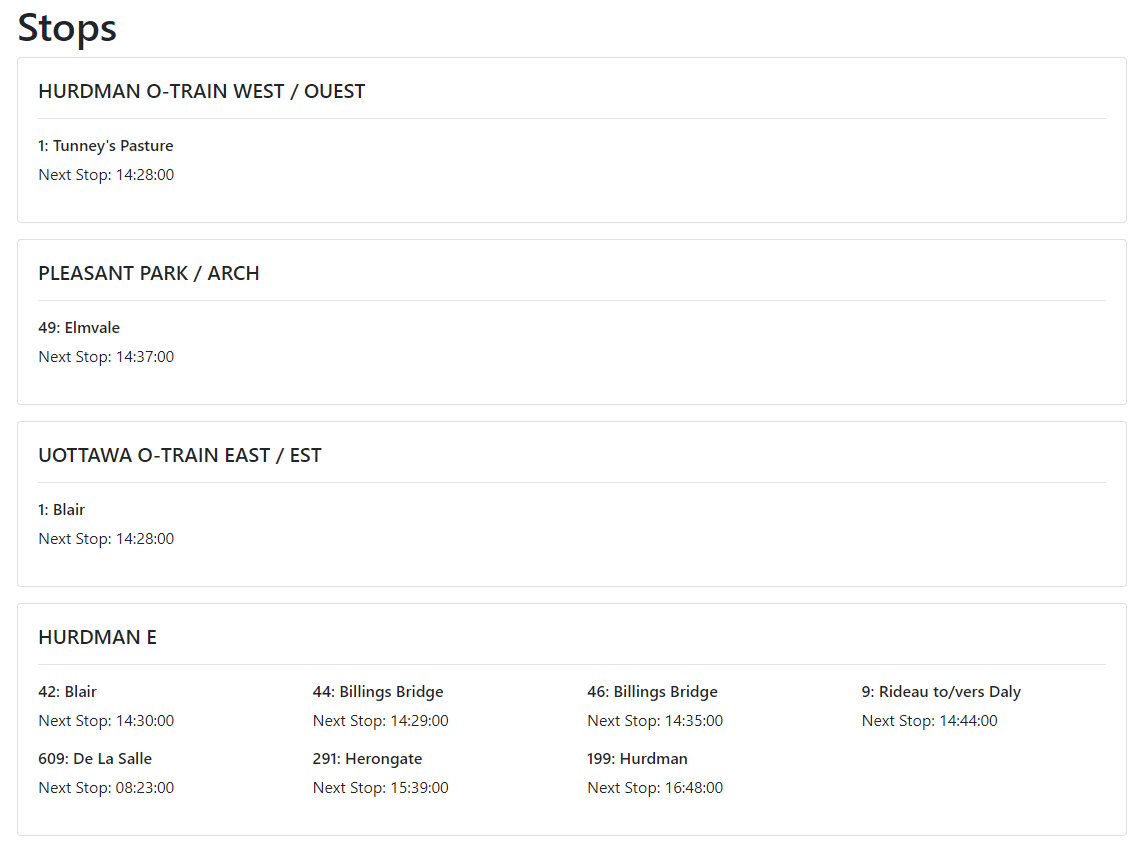 Stops
HURDMAN O-TRAIN WEST / OUEST
1: Tunney's Pasture
Next Stop: 14:28:00
PLEASANT PARK / ARCH
49: Elmvale
Next Stop: 14:37:00
UOTTAWA O-TRAIN EAST / EST
1: Blair
Next Stop: 14:28:00
HURDMAN E
42: Blair
Next Stop: 14:30:00
44: Billings Bridge
Next Stop: 14:29:00
46: Billings Bridge
Next Stop: 14:35:00
9: Rideau to/vers Daly
Next Stop: 14:44:00
609: De La Salle
Next Stop: 08:23:00
291: Herongate
Next Stop: 15:39:00
199: Hurdman
Next Stop: 16:48:00